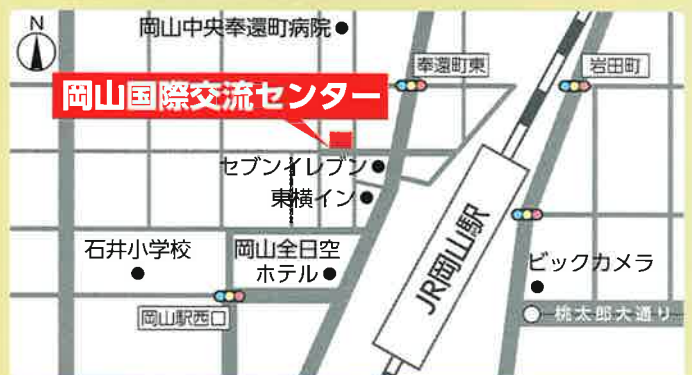 N
岡山中央奉還町病院
奉還町東
岩田町
岡山国際交流センター
セブンイレブン
東横イン
JR岡山駅
石井小学校
岡山全日空
ホテル
ビックカメラ
岡山駅西口
桃太郎大通り